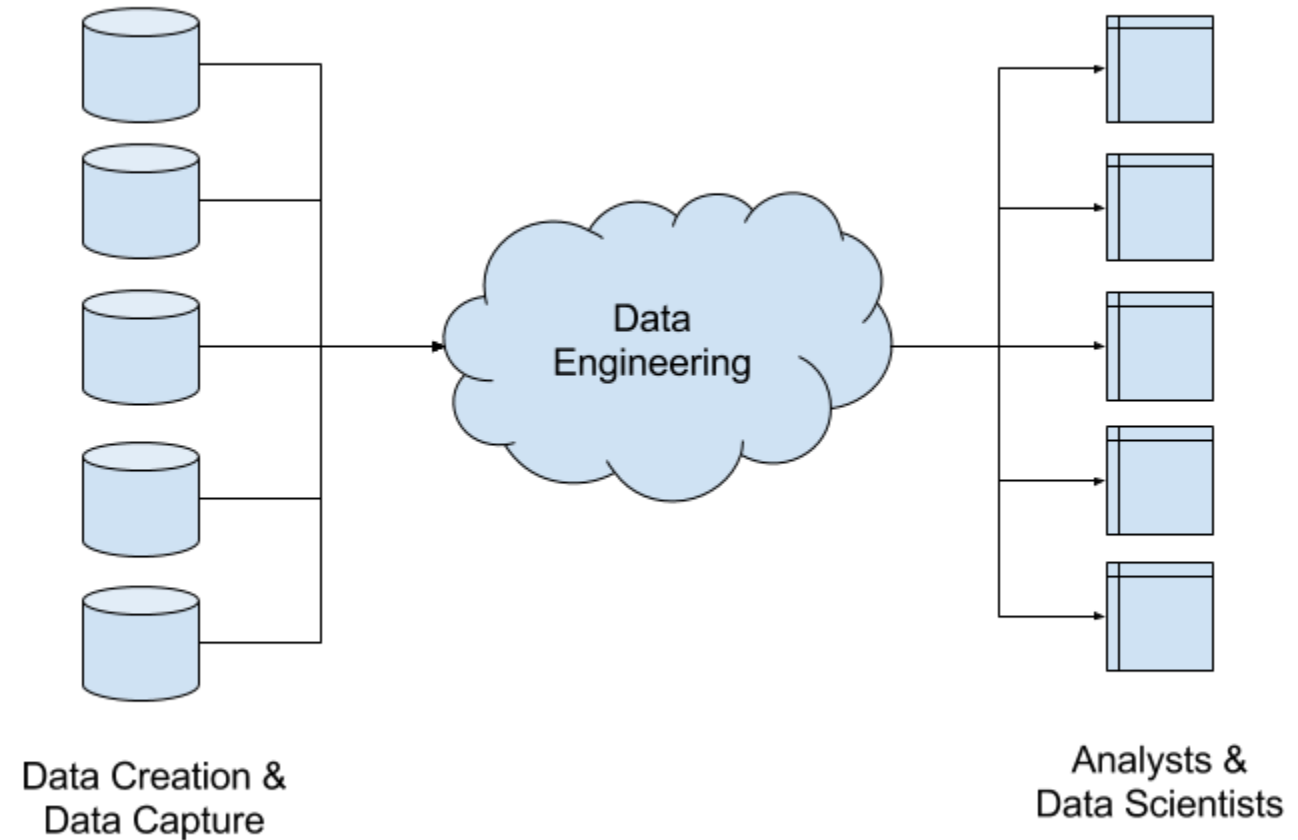 Data
Engineering
Data Creation &
Data Capture
Analysts &
Data Scientists